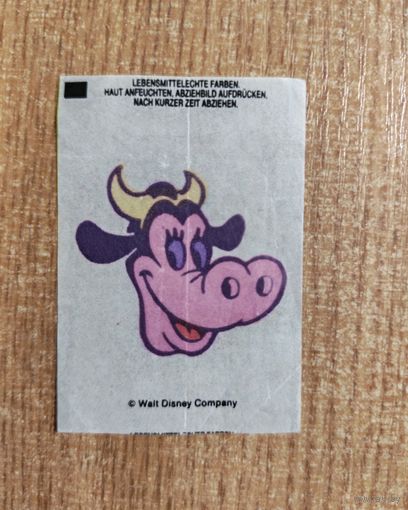 LEBENSMITTELECHTE FARBEN.
HAUT ANFEUCHTEN, ABZIEHBILD AUFDRÜCKEN,
NACH KURZER ZEIT ABZIEHEN.
© Walt Disney Company